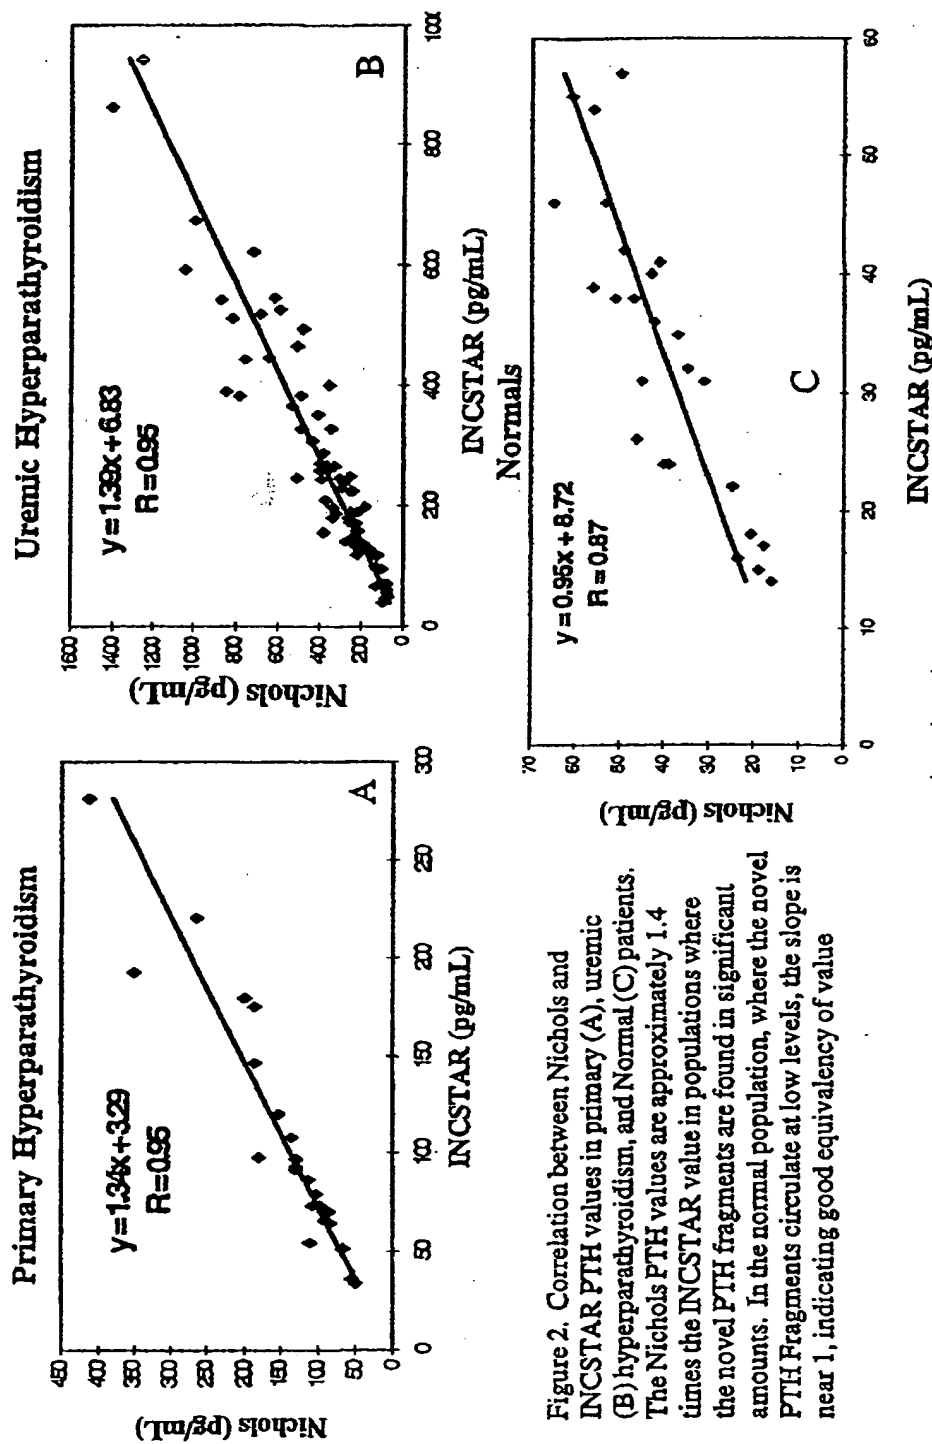 Primary Hyperparathyroidism
Nichols (pg/mL)
450
400
350
300
250
200
150
100
50
0
y=1.34x+3.29
R=0.95
A
0
50
100
150
200
250
300
INCSTAR (pg/mL)
Uremic Hyperparathyroidism
Nichols (pg/mL)
1600
1400
1200
1000
800
600
400
200
0
y=1.39x+6.83
R=0.95
B
0
200
400
600
800
1000
INCSTAR (pg/mL)
Normals
Nichols (pg/mL)
70
60
50
40
30
20
10
0
y=0.95x+8.72
R=0.87
C
0
10
20
30
40
50
60
INCSTAR (pg/mL)
Figure 2. Correlation between Nichols and
INCSTAR PTH values in primary (A), uremic
(B) hyperparathyroidism, and Normal (C) patients.
The Nichols PTH values are approximately 1.4
times the INCSTAR value in populations where
the novel PTH fragments are found in significant
amounts. In the normal population, where the novel
PTH Fragments circulate at low levels, the slope is
near 1, indicating good equivalency of value